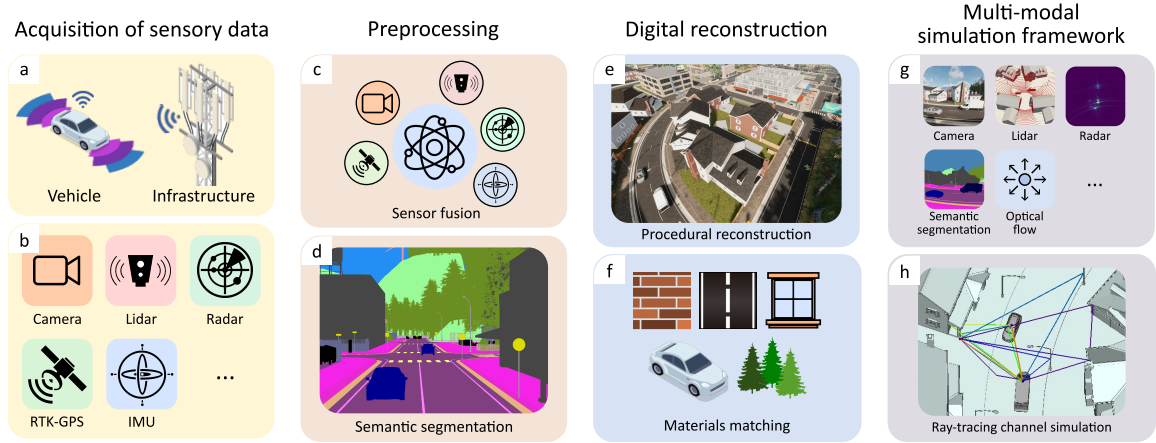 Acquisition of sensory data
a
Vehicle
Infrastructure
b
Camera
Lidar
Radar
RTK-GPS
IMU
...
Preprocessing
c
Sensor fusion
d
Semantic segmentation
Digital reconstruction
e
Procedural reconstruction
f
Materials matching
Multi-modal
simulation framework
g
Camera
Lidar
Radar
Semantic
segmentation
Optical
flow
...
h
Ray-tracing channel simulation